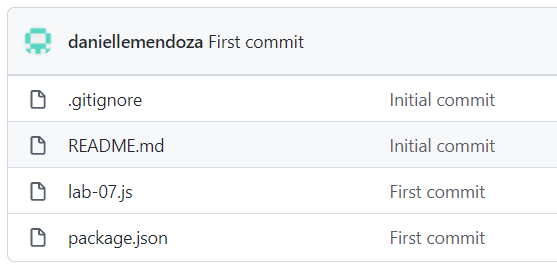 daniellemendoza First commit
.gitignore Initial commit
README.md Initial commit
lab-07.js First commit
package.json First commit